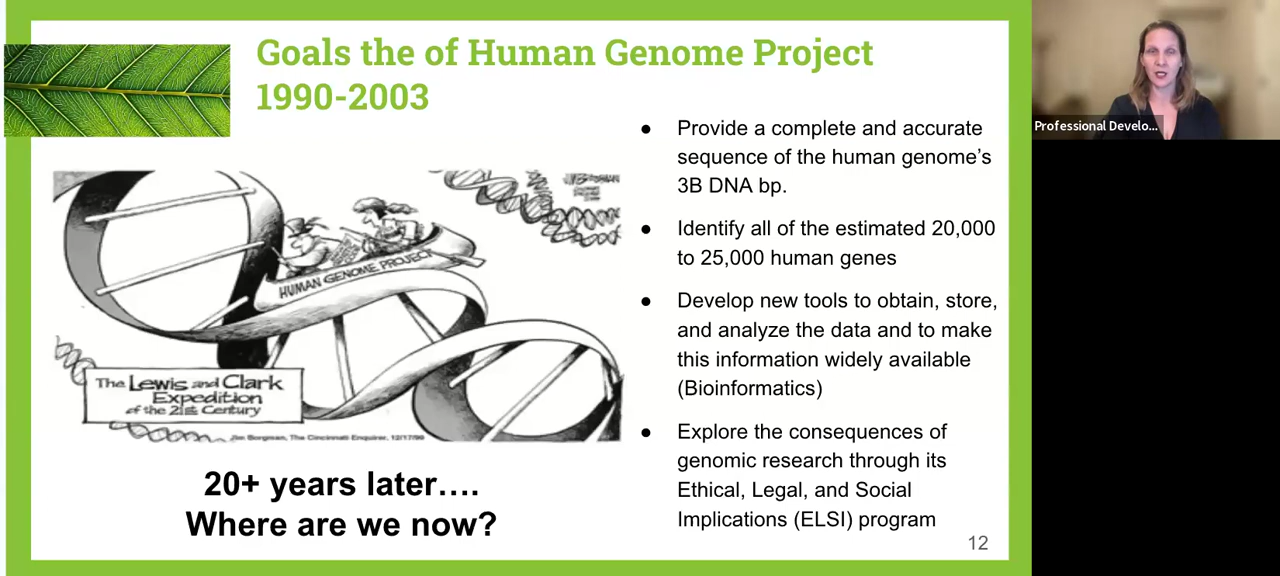 Goals the of Human Genome Project
1990-2003
Provide a complete and accurate
sequence of the human genome’s
3B DNA bp.
Identify all of the estimated 20,000
to 25,000 human genes
Develop new tools to obtain, store,
and analyze the data and to make
this information widely available
(Bioinformatics)
Explore the consequences of
genomic research through its
Ethical, Legal, and Social
Implications (ELSI) program
HUMAN GENOME PROJECT
The Lewis and Clark
Expedition
of the 21st Century
Jim Borgman, The Cincinnati Enquirer, 12/17/99
20+ years later….
Where are we now?
12
Professional Develo...